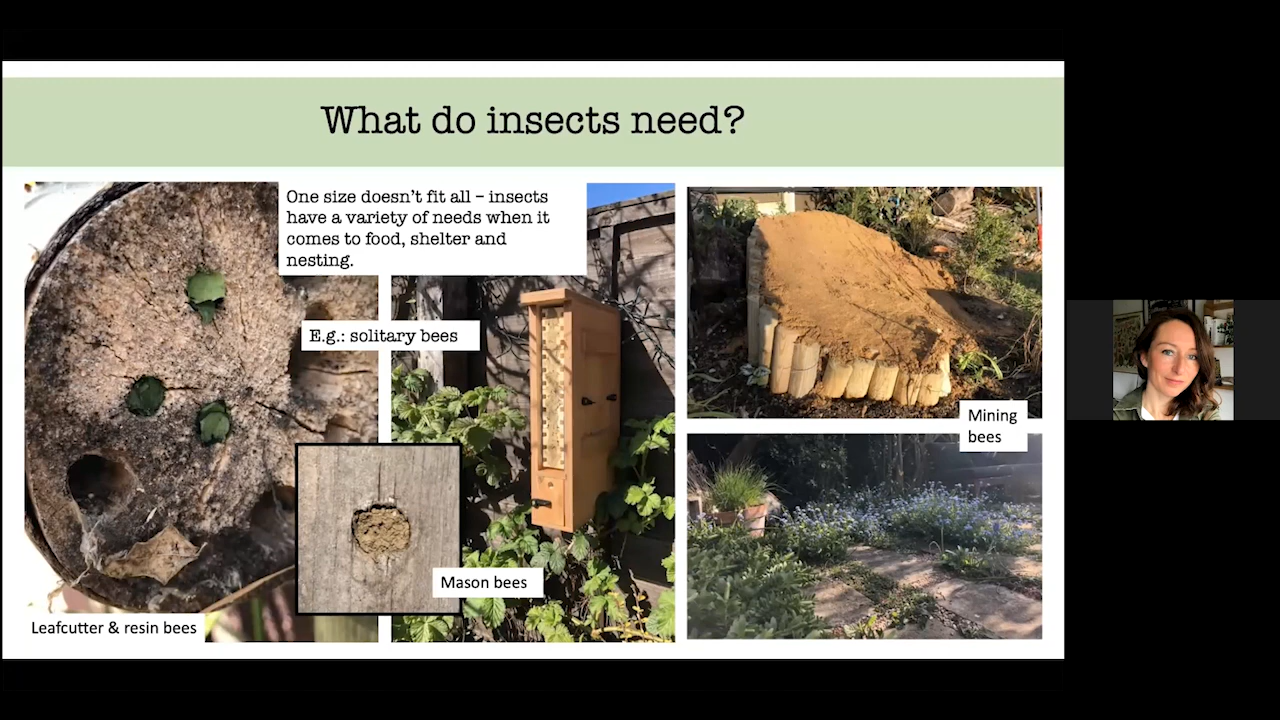 What do insects need?
One size doesn't fit all – insects
have a variety of needs when it
comes to food, shelter and
nesting.
E.g.: solitary bees
Mining
bees
Mason bees
Leafcutter & resin bees